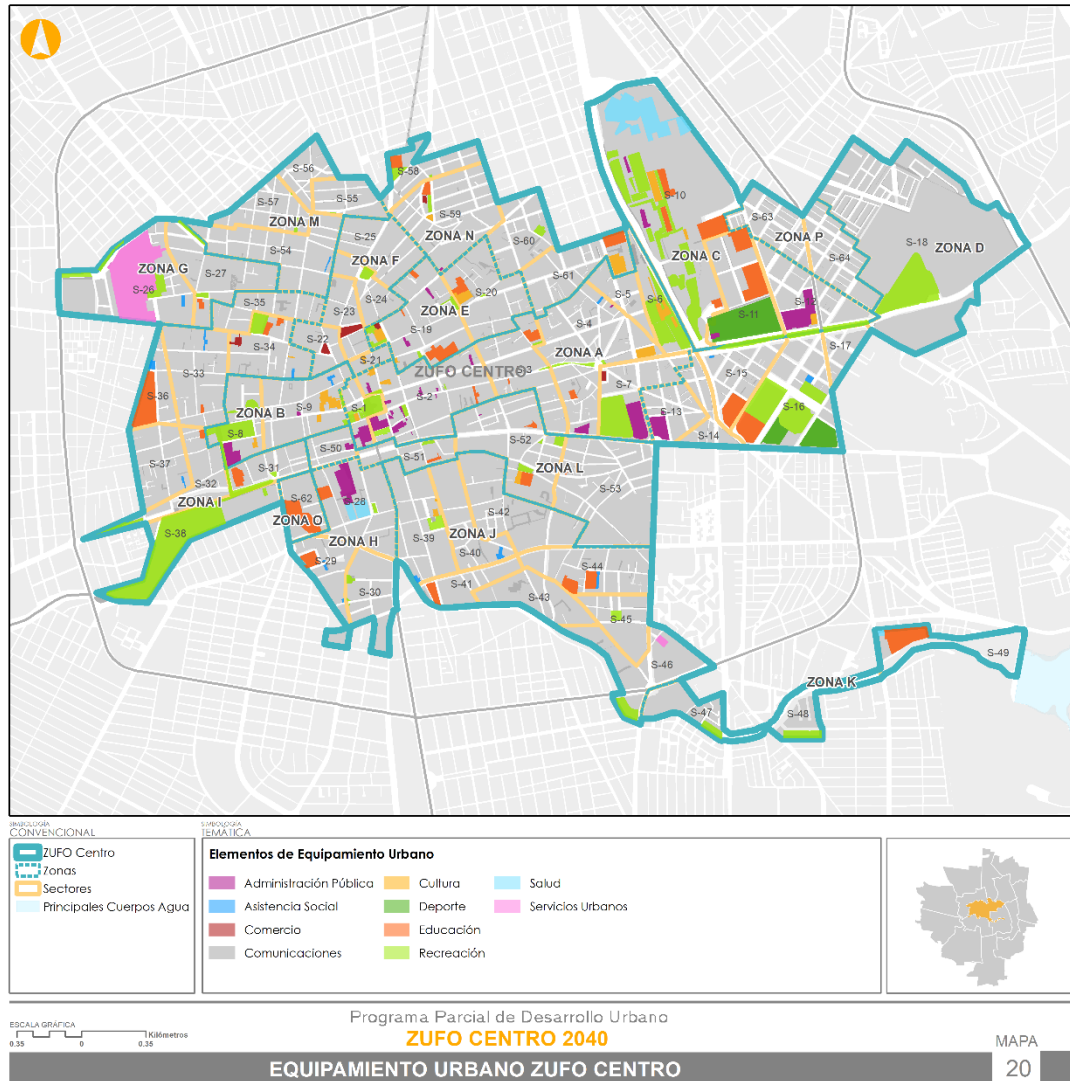 S-56
S-58
S-57
S-55
S-10
ZONA M
S-59
S-63
S-54
S-25
ZONA N
ZONA P
S-60
S-18
ZONA D
ZONA C
S-64
ZONA G
S-27
ZONA F
S-61
S-26
S-24
S-20
S-5
S-6
S-35
S-23
ZONA E
S-11
S-12
S-34
S-22
S-19
S-4
S-17
S-21
ZONA A
S-33
ZUFO CENTRO
S-15
S-36
S-9
S-2
S-7
ZONA B
S-1
S-16
S-8
S-13
S-14
S-50
S-52
S-37
S-31
S-51
ZONA L
S-32
S-28
S-53
ZONA I
S-62
ZONA O
S-42
S-38
ZONA H
S-39
ZONA J
S-40
S-29
S-44
S-30
S-41
S-43
S-45
S-49
S-46
ZONA K
S-47
S-48
SIMBOLOGÍA
CONVENCIONAL
ZUFO Centro
Zonas
Sectores
Principales Cuerpos Agua
SIMBOLOGÍA
TEMÁTICA
Elementos de Equipamiento Urbano
Administración Pública
Asistencia Social
Comercio
Comunicaciones
Cultura
Deporte
Educación
Recreación
Salud
Servicios Urbanos
ESCALA GRÁFICA
Kilómetros
0.35 0 0.35
Programa Parcial de Desarrollo Urbano
ZUFO CENTRO 2040
EQUIPAMIENTO URBANO ZUFO CENTRO
MAPA
20